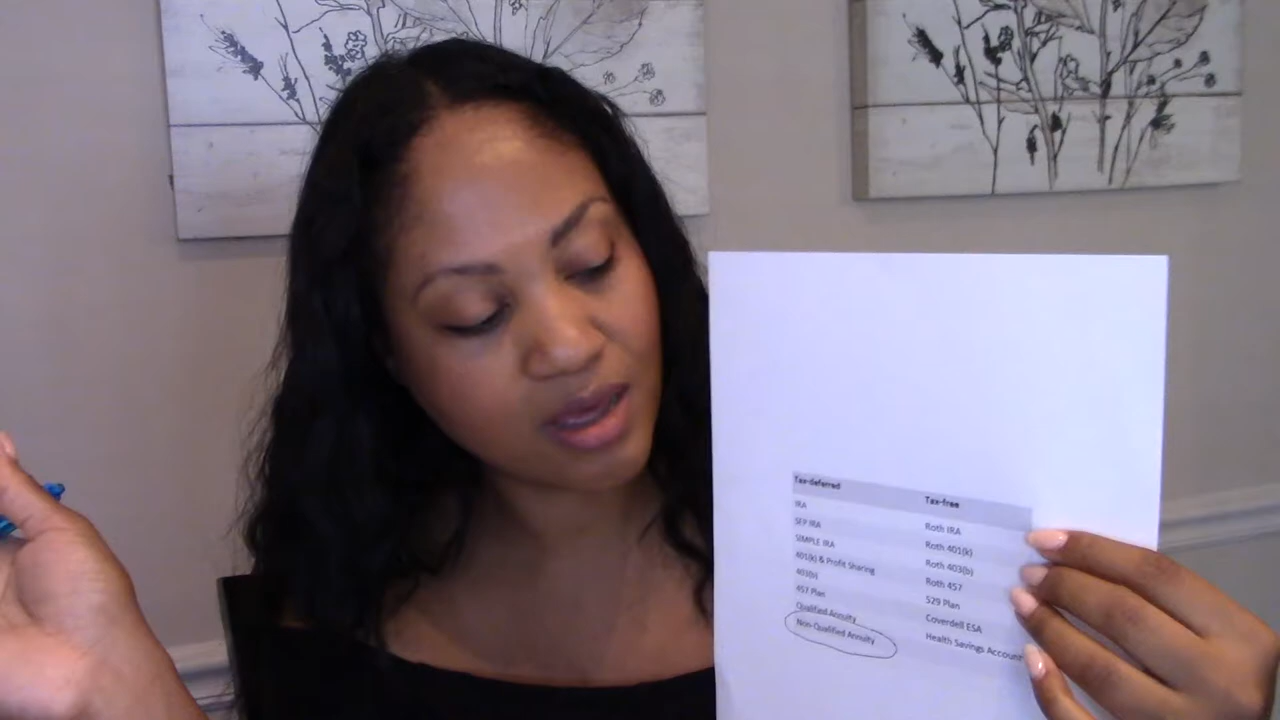 Tax-deferred Tax-free
IRA Roth IRA
SEP IRA Roth 401(k)
SIMPLE IRA Roth 403(b)
401(k) & Profit Sharing Roth 457
403(b) 529 Plan
457 Plan Coverdell ESA
Qualified Annuity Health Savings Account
Non-Qualified Annuity